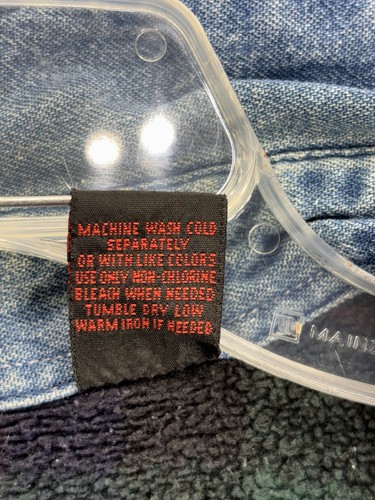 MACHINE WASH COLD
SEPARATELY
OR WITH LIKE COLORS
USE ONLY NON-CHLORINE
BLEACH WHEN NEEDED
TUMBLE DRY LOW
WARM IRON IF NEEDED